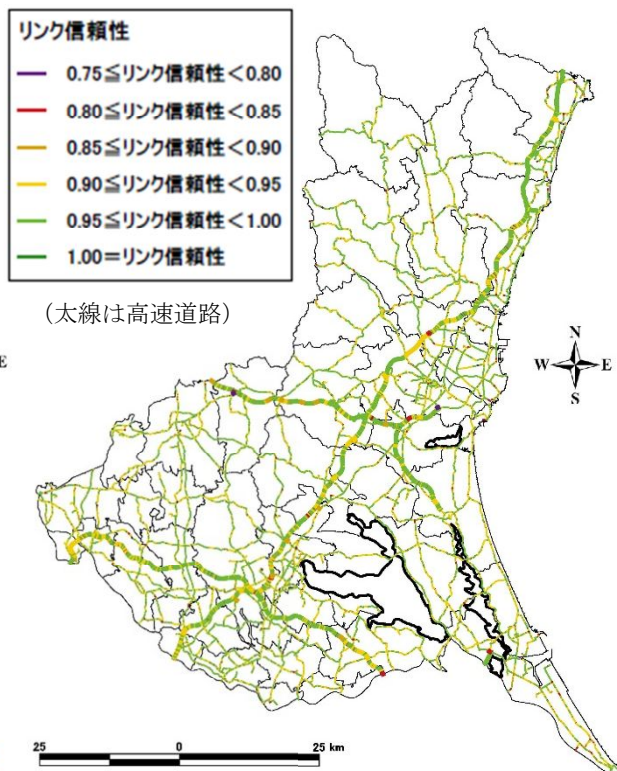 リンク信頼性
0.75≦リンク信頼性<0.80
0.80≦リンク信頼性<0.85
0.85≦リンク信頼性<0.90
0.90≦リンク信頼性<0.95
0.95≦リンク信頼性<1.00
1.00=リンク信頼性
(太線は高速道路)
E
N
W E
S
25 0 25 km